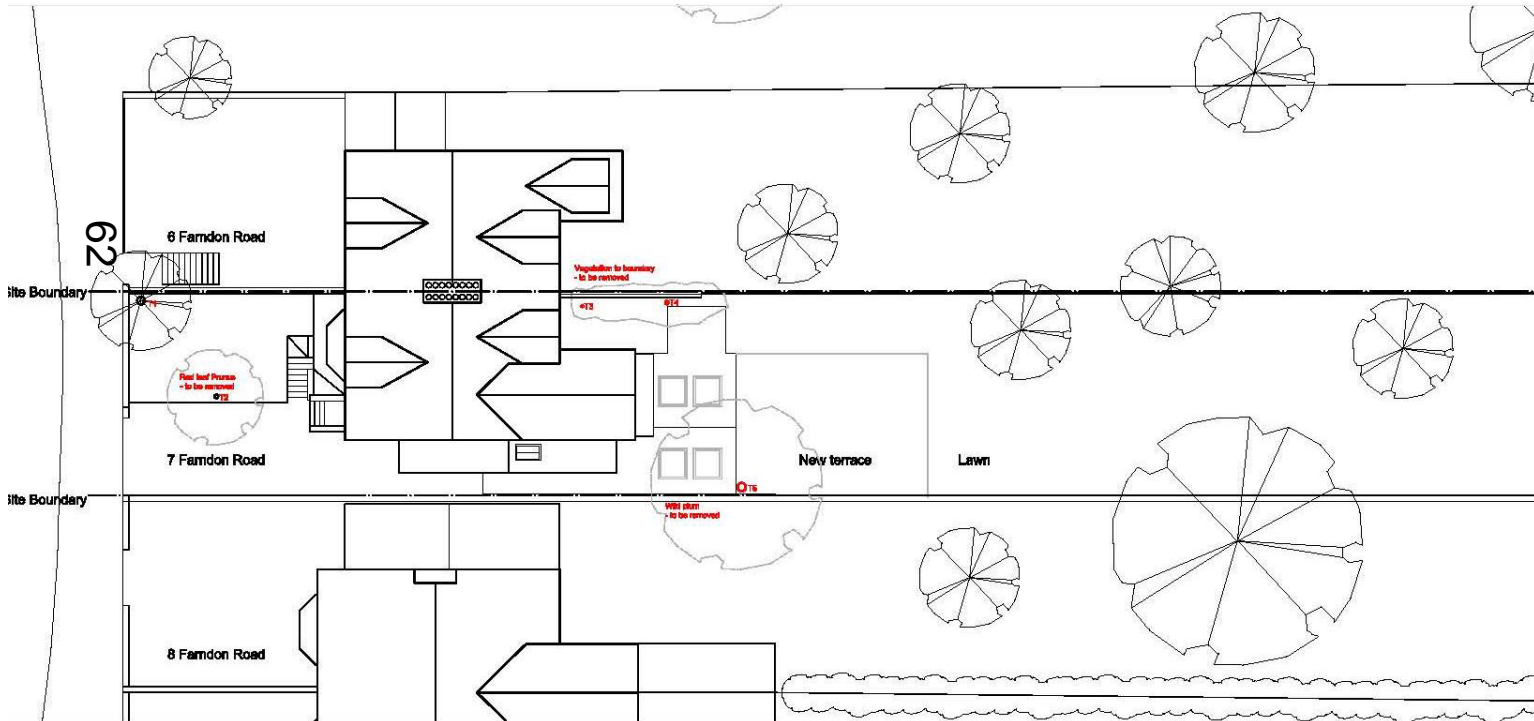 62
6 Farndon Road
Site Boundary
T1
Vegetation to boundary
- to be removed
T3
T4
Red leaf Prunus
- to be removed
T2
7 Farndon Road
New terrace
Lawn
Site Boundary
T5
Wild plum
- to be removed
8 Farndon Road